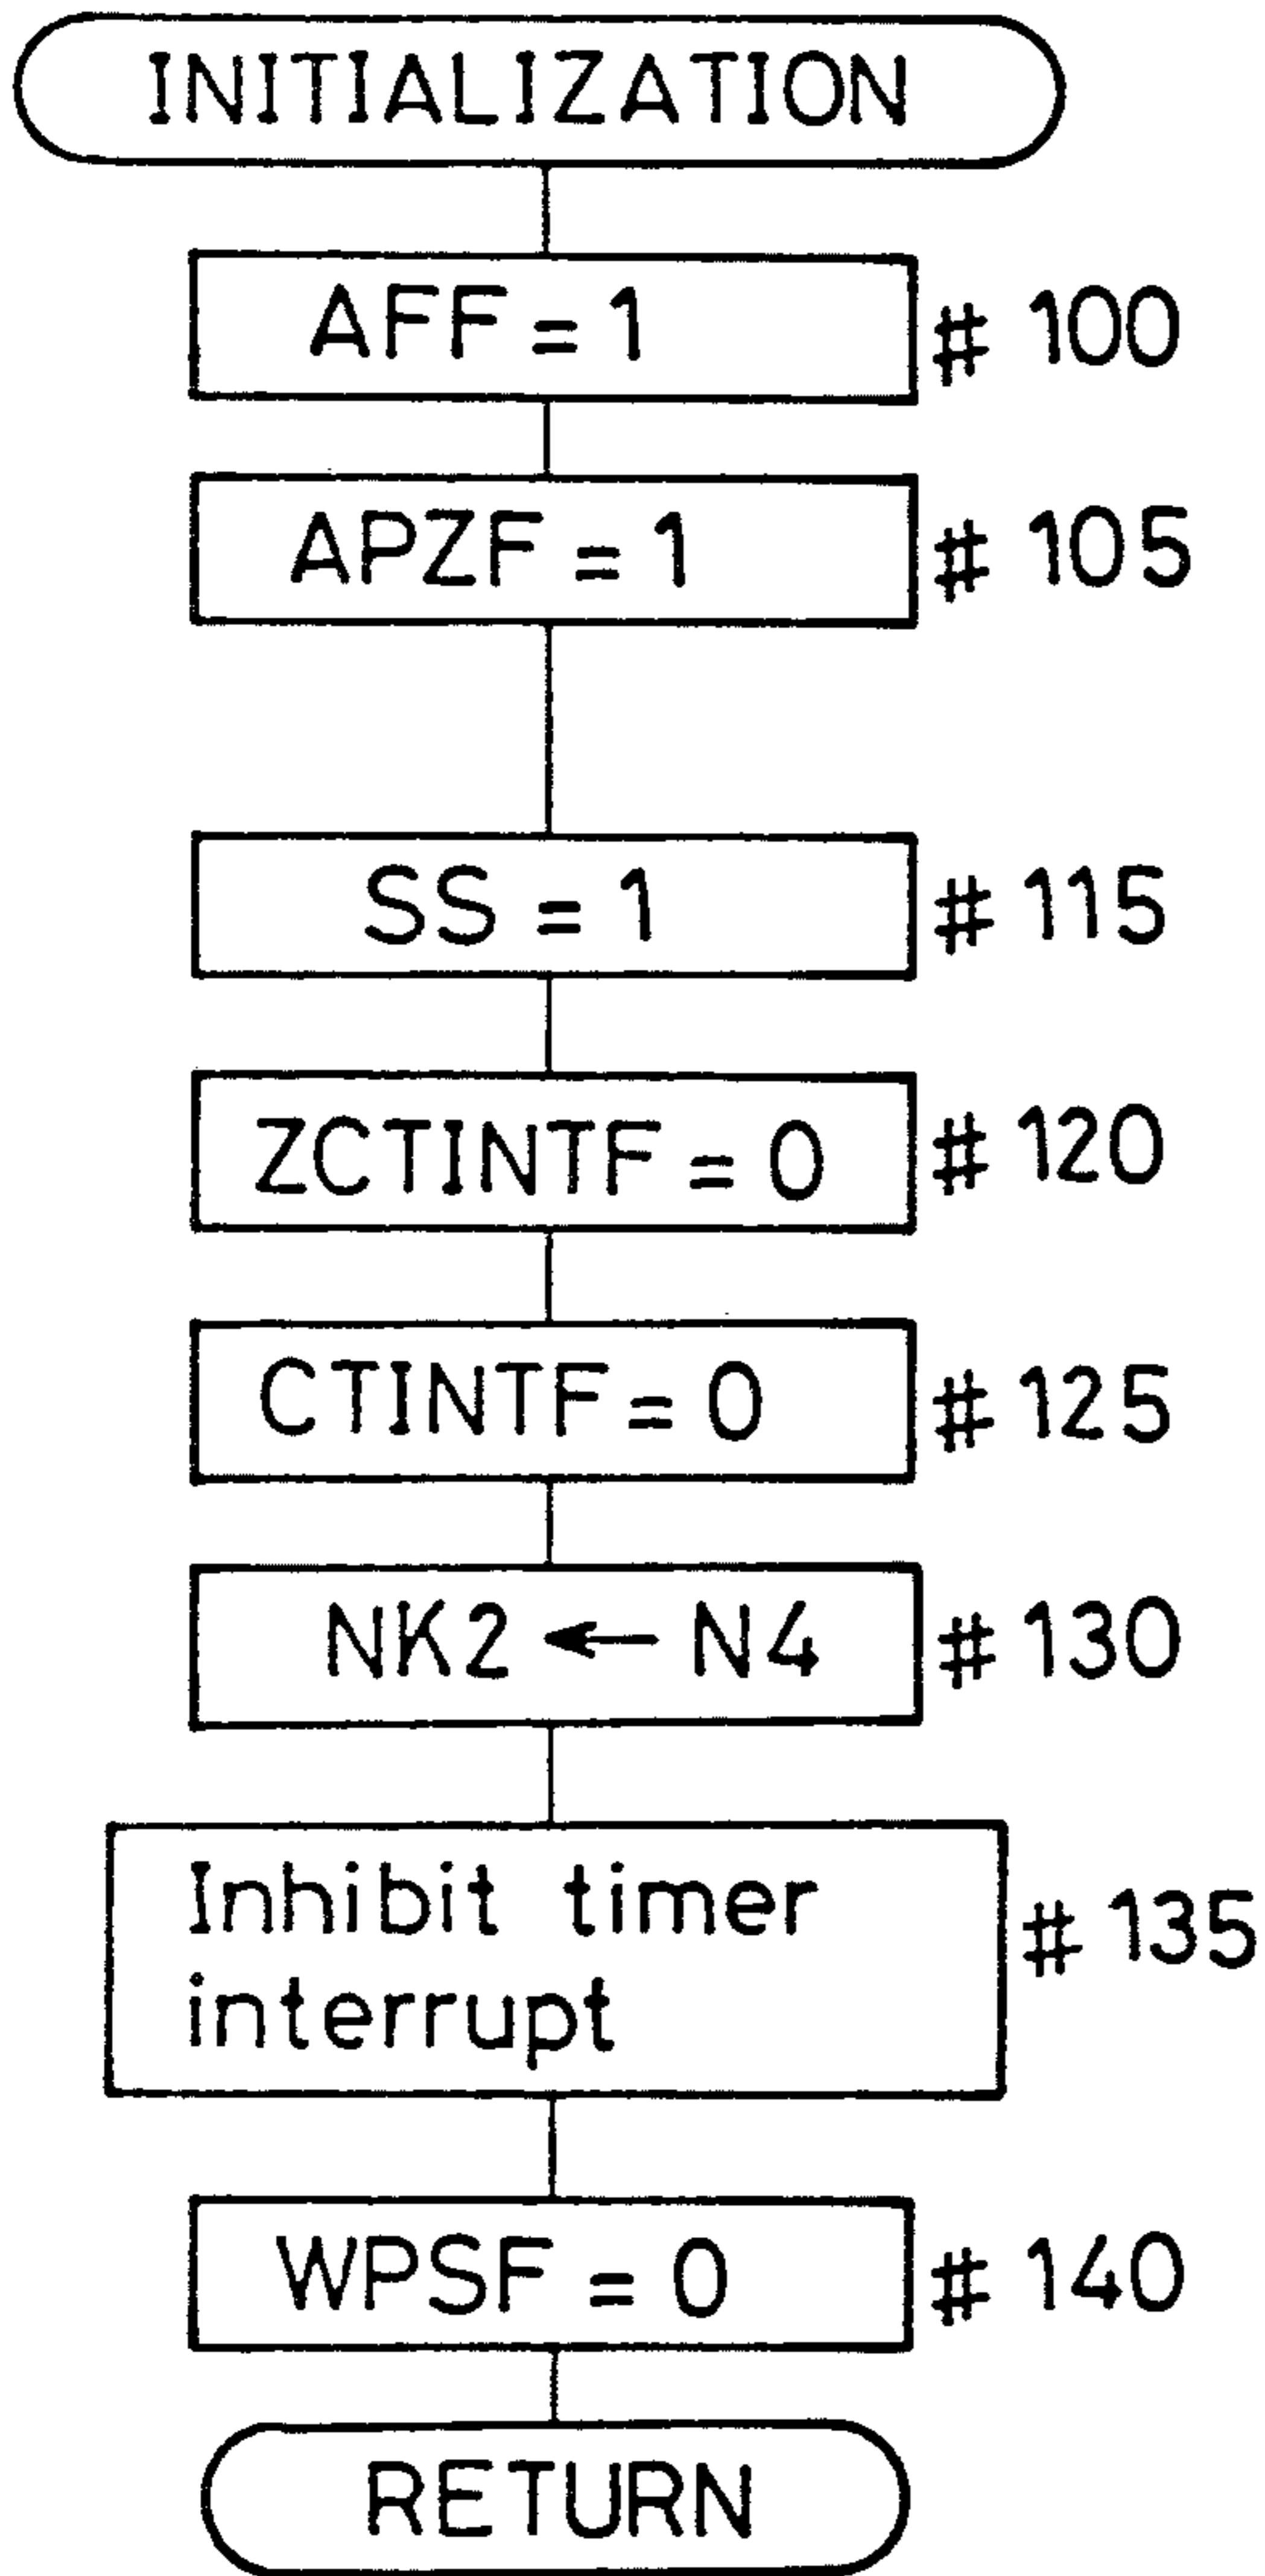 INITIALIZATION
AFF = 1 # 100
APZF = 1 # 105
SS = 1 # 115
ZCTINTF = 0 # 120
CTINTF = 0 # 125
NK2 ← N4 # 130
Inhibit timer # 135
interrupt
WPSF = 0 # 140
RETURN